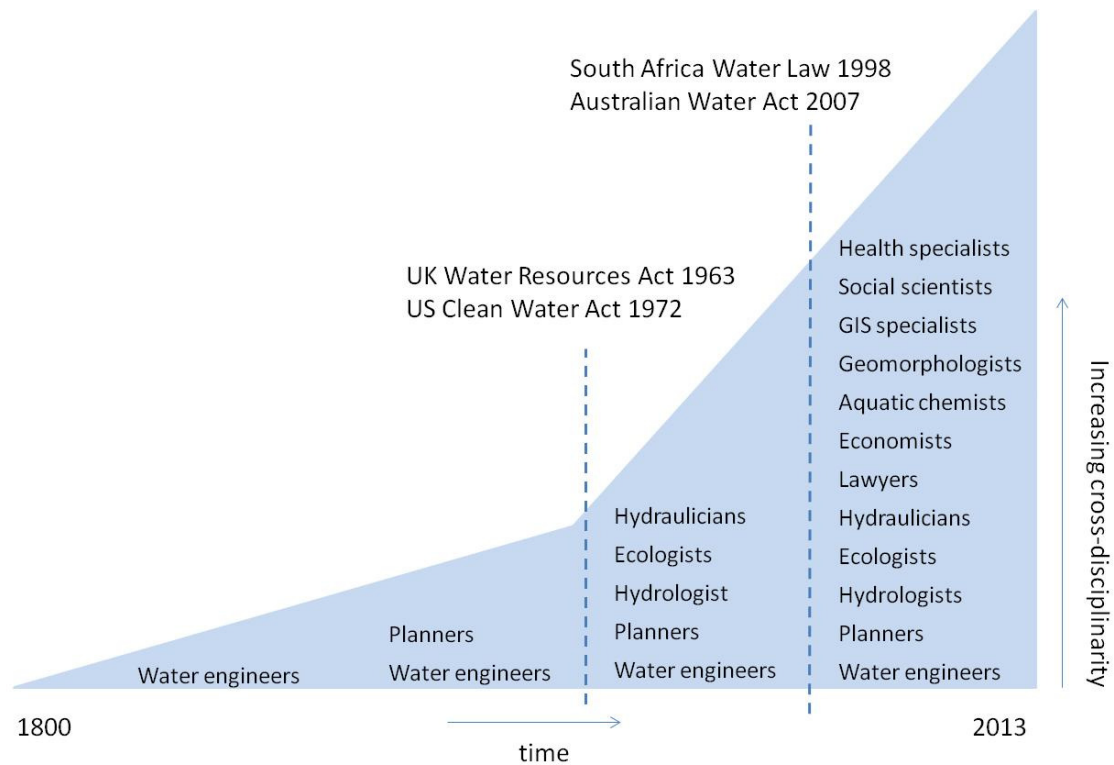 South Africa Water Law 1998
Australian Water Act 2007
UK Water Resources Act 1963
US Clean Water Act 1972
Water engineers
Planners
Water engineers
Hydraulicians
Ecologists
Hydrologist
Planners
Water engineers
Health specialists
Social scientists
GIS specialists
Geomorphologists
Aquatic chemists
Economists
Lawyers
Hydraulicians
Ecologists
Hydrologists
Planners
Water engineers
Increasing cross-disciplinarity
1800
time
2013